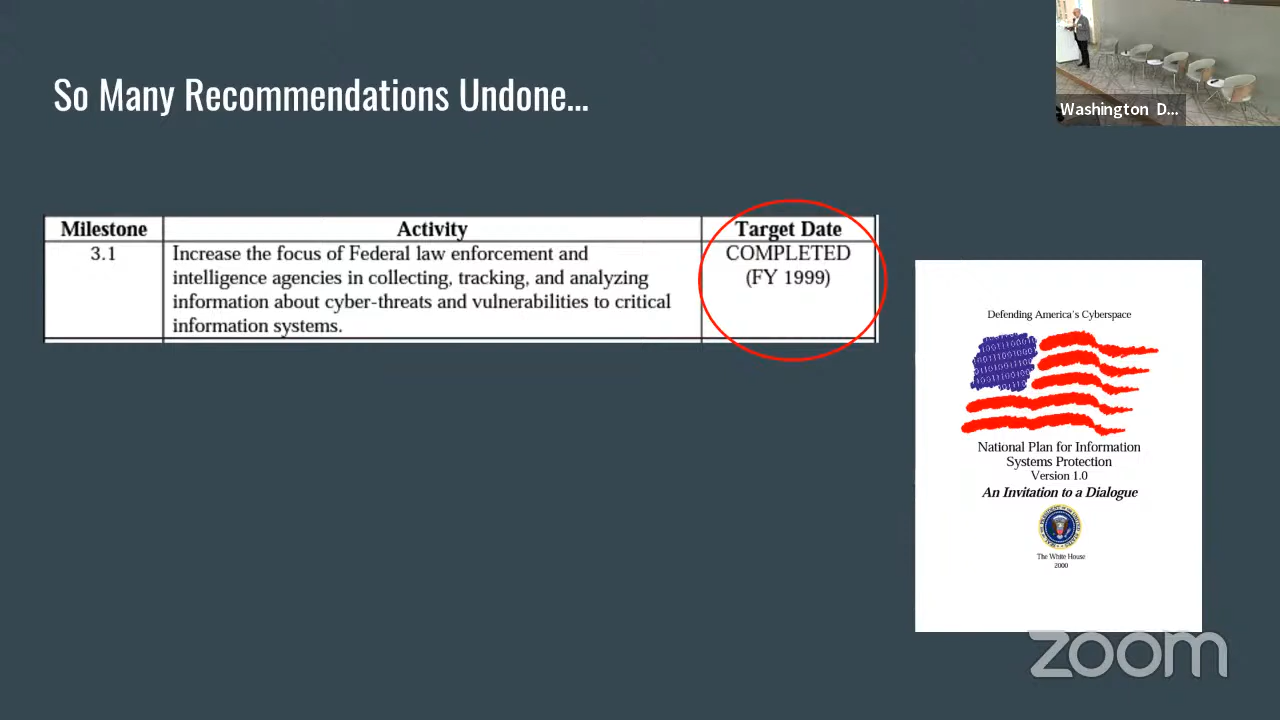 So Many Recommendations Undone...
Washington D...
Milestone Activity Target Date
3.1 Increase the focus of Federal law enforcement and COMPLETED
intelligence agencies in collecting, tracking, and analyzing (FY 1999)
information about cyber-threats and vulnerabilities to critical
information systems.
Defending America's Cyberspace
National Plan for Information
Systems Protection
Version 1.0
An Invitation to a Dialogue
The White House
2000
zoom